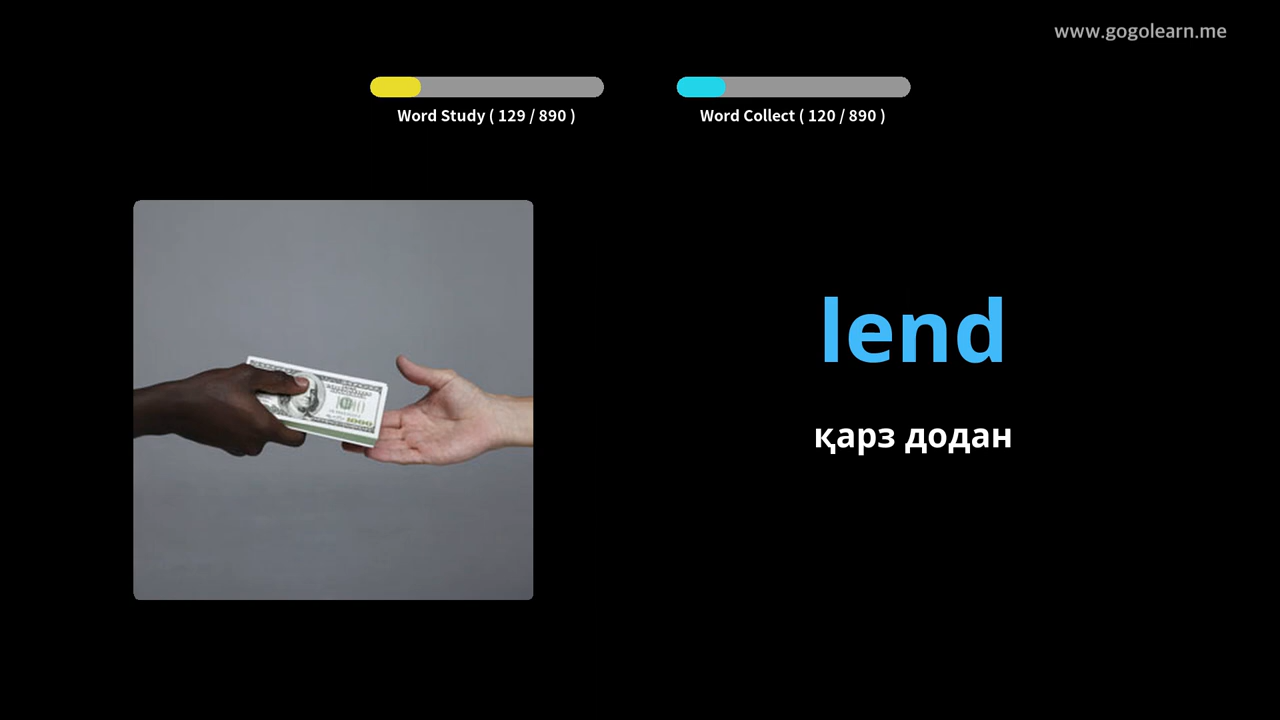 www.gogolearn.me
Word Study ( 129 / 890 )
Word Collect ( 120 / 890 )
lend
қарз додан